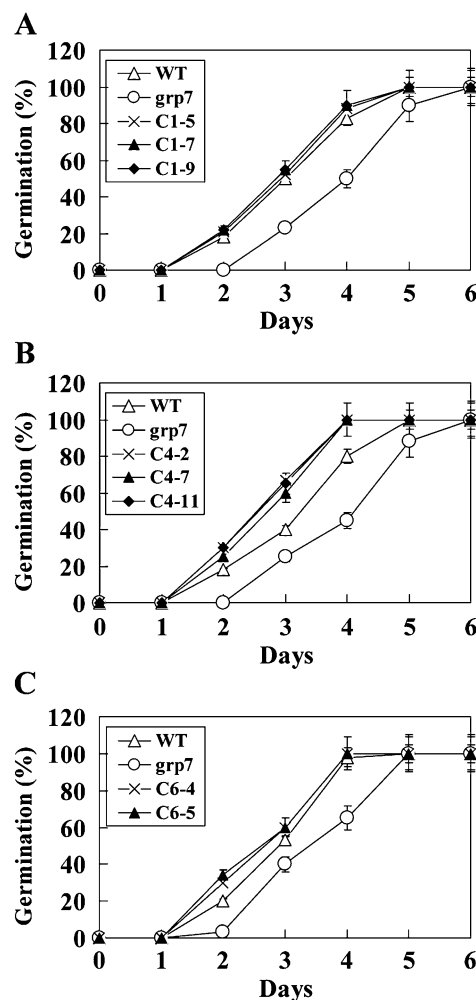 A
120
100
80
60
40
20
0
Germination (%)
WT
grp7
C1-5
C1-7
C1-9
0 1 2 3 4 5 6
Days
B
120
100
80
60
40
20
0
Germination (%)
WT
grp7
C4-2
C4-7
C4-11
0 1 2 3 4 5 6
Days
C
120
100
80
60
40
20
0
Germination (%)
WT
grp7
C6-4
C6-5
0 1 2 3 4 5 6
Days